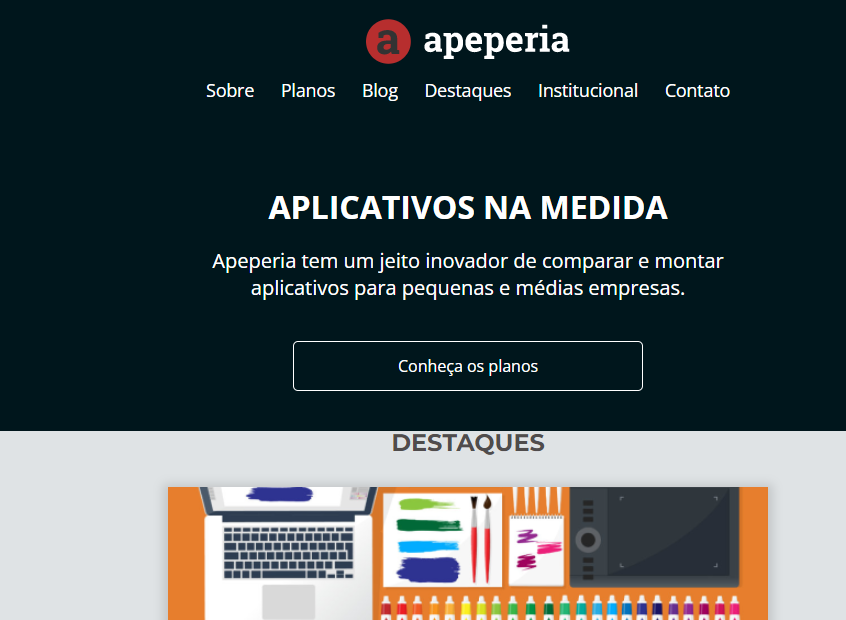 a apeperia
Sobre Planos Blog Destaques Institucional Contato
APLICATIVOS NA MEDIDA
Apeperia tem um jeito inovador de comparar e montar
aplicativos para pequenas e médias empresas.
Conheça os planos
DESTAQUES